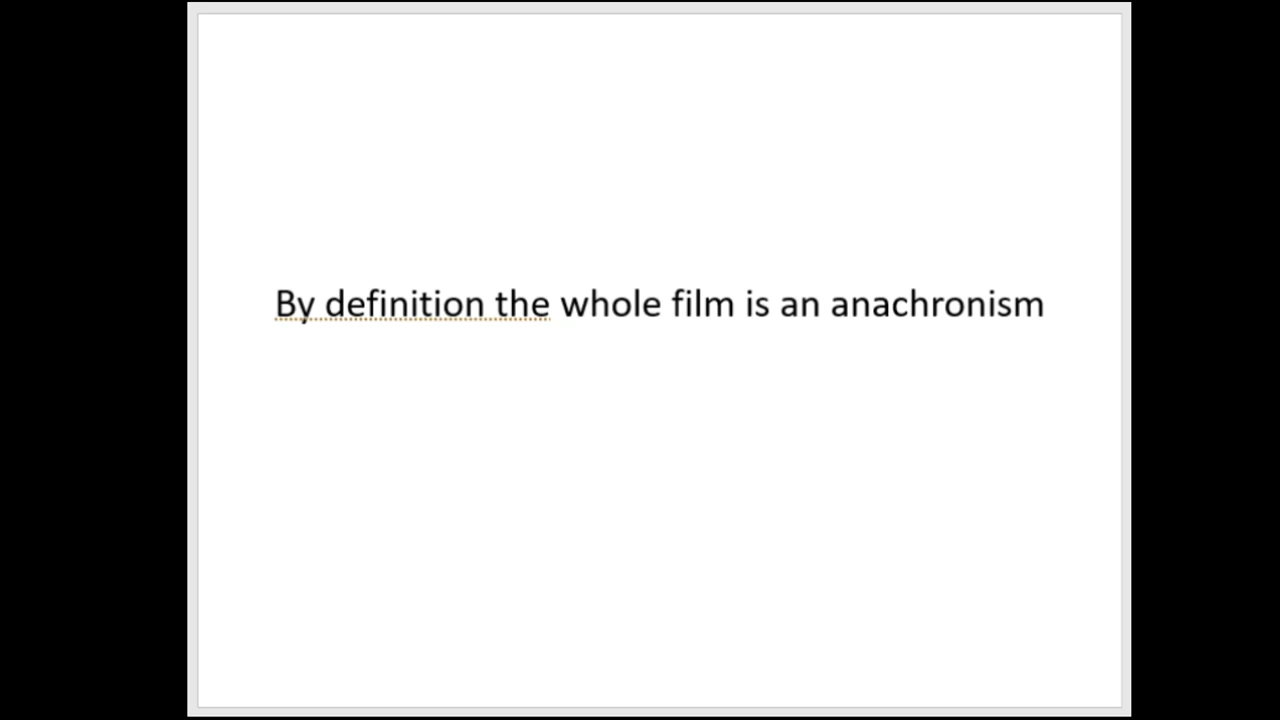 By definition the whole film is an anachronism